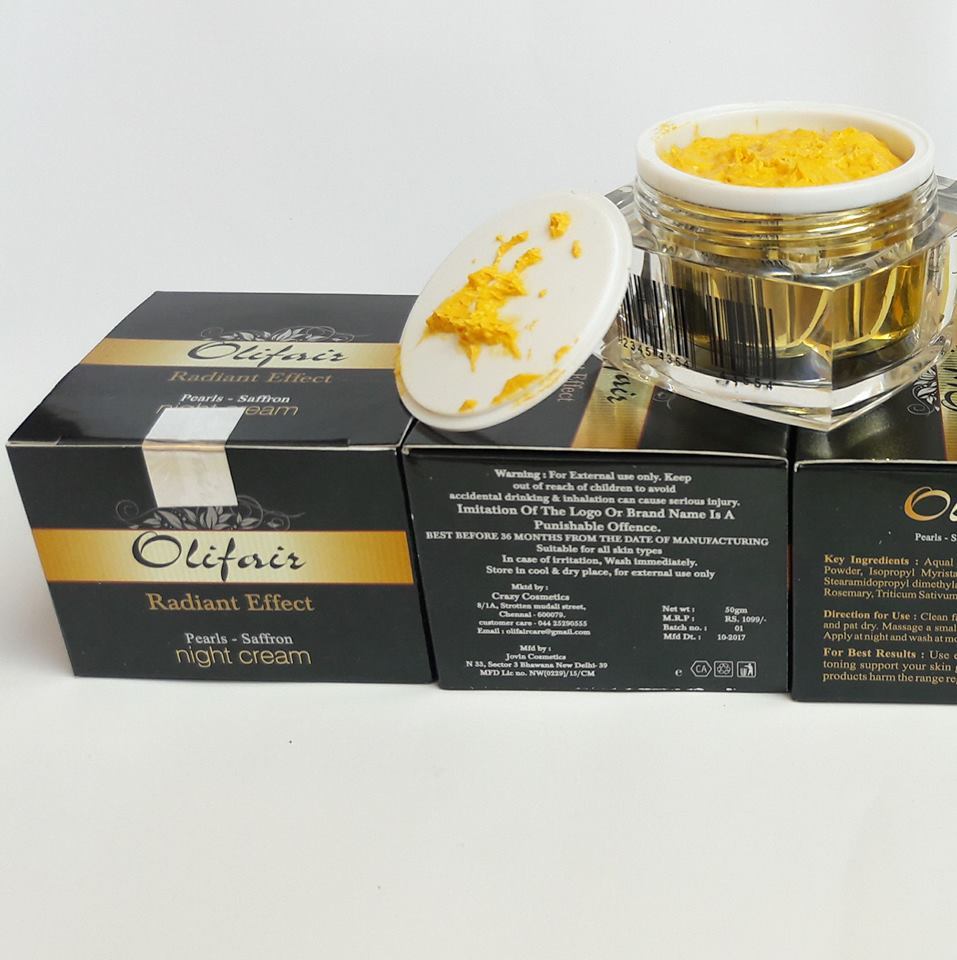 Olifair
Radiant Effect
Pearls - Saffron
night cream
Olifair
Radiant Effect
Pearls - Saffron
night cream
Effect
fair
Warning : For External use only. Keep
out of reach of children to avoid
accidental drinking & inhalation can cause serious injury.
Imitation Of The Logo Or Brand Name Is A
Punishable Offence.
BEST BEFORE 36 MONTHS FROM THE DATE OF MANUFACTURING
Suitable for all skin types
In case of irritation, Wash immediately.
Store in cool & dry place, for external use only
Mktd by :
Crazy Cosmetics
8/1A, Strotten mudali street,
Chennai - 600079.
customer care - 044 25290555
Email : olifaircare@gmail.com
Mfd by :
Jovin Cosmetics
N 33, Sector 3 Bhawana New Delhi-39
MFD Lic no. NW(0229)/15/CM
Net wt : 50gm
M.R.P : RS. 1099/-
Batch no. : 01
Mfd Dt. : 10-2017
e CA
Ol
Pearls - S
Key Ingredients : Aqual
Powder, Isopropyl Myrista
Stearamidopropyl dimethyl
Rosemary, Triticum Sativum
Direction for Use : Clean f
and pat dry. Massage a smal
Apply at night and wash at mo
For Best Results : Use
toning support your skin
products harm the range re